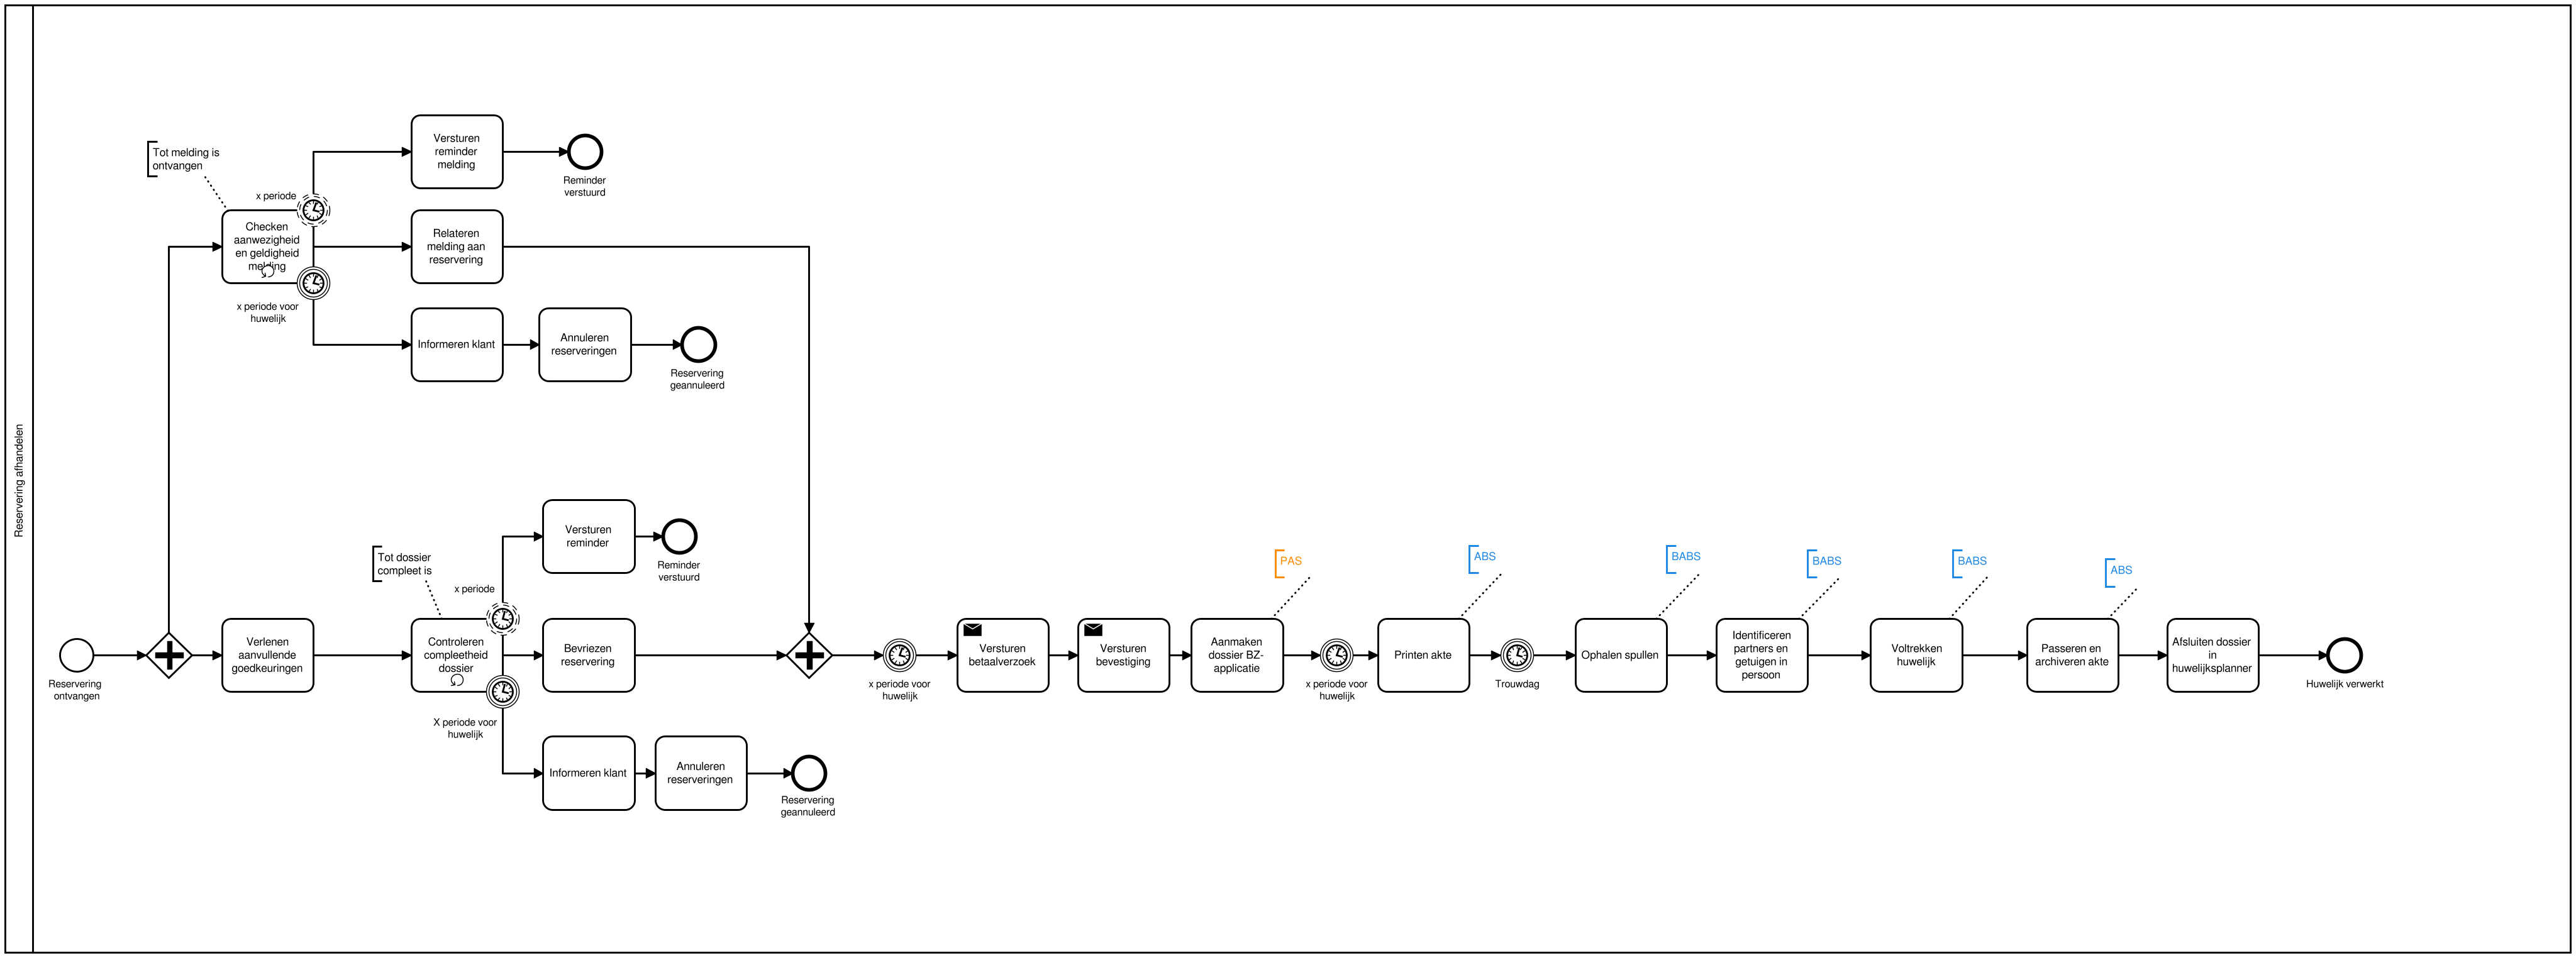 Reservering afhandelen
Tot melding is
ontvangen
x periode
Checken
aanwezigheid
en geldigheid
melding
x periode voor
huwelijk
Versturen
reminder
melding
Reminder
verstuurd
Relateren
melding aan
reservering
Informeren klant
Annuleren
reserveringen
Reservering
geannuleerd
Reservering
ontvangen
Verlenen
aanvullende
goedkeuringen
Tot dossier
compleet is
x periode
Controleren
compleetheid
dossier
X periode voor
huwelijk
Versturen
reminder
Reminder
verstuurd
Bevriezen
reservering
Informeren klant
Annuleren
reserveringen
Reservering
geannuleerd
x periode voor
huwelijk
Versturen
betaalverzoek
Versturen
bevestiging
PAS
Aanmaken
dossier BZ-
applicatie
x periode voor
huwelijk
ABS
Printen akte
Trouwdag
BABS
Ophalen spullen
BABS
Identificeren
partners en
getuigen in
persoon
BABS
Voltrekken
huwelijk
ABS
Passeren en
archiveren akte
Afsluiten dossier
in
huwelijksplanner
Huwelijk verwerkt